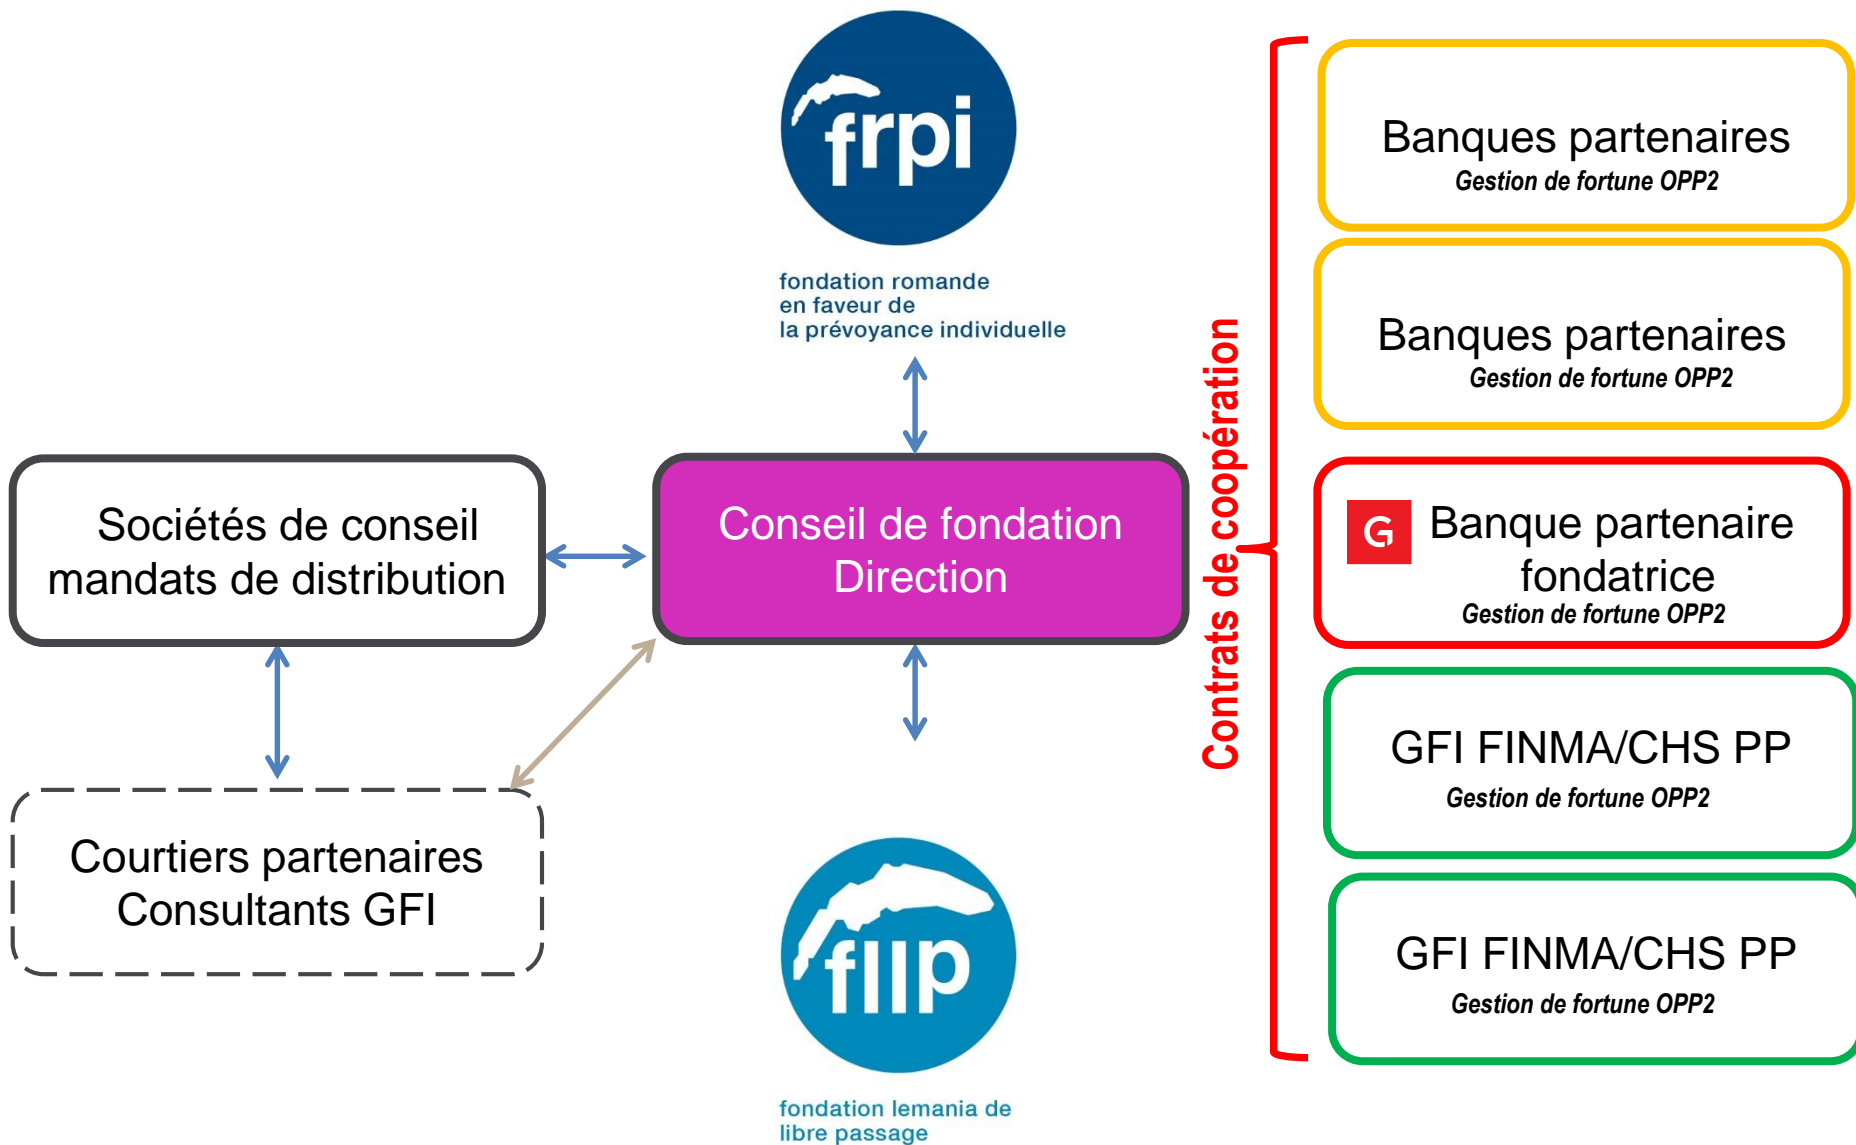 frpi
fondation romande
en faveur de
la prévoyance individuelle
Sociétés de conseil
mandats de distribution
Conseil de fondation
Direction
Courtiers partenaires
Consultants GFI
fllp
fondation lemania de
libre passage
Contrats de coopération
Banques partenaires
Gestion de fortune OPP2
Banques partenaires
Gestion de fortune OPP2
G
Banque partenaire
fondatrice
Gestion de fortune OPP2
GFI FINMA/CHS PP
Gestion de fortune OPP2
GFI FINMA/CHS PP
Gestion de fortune OPP2